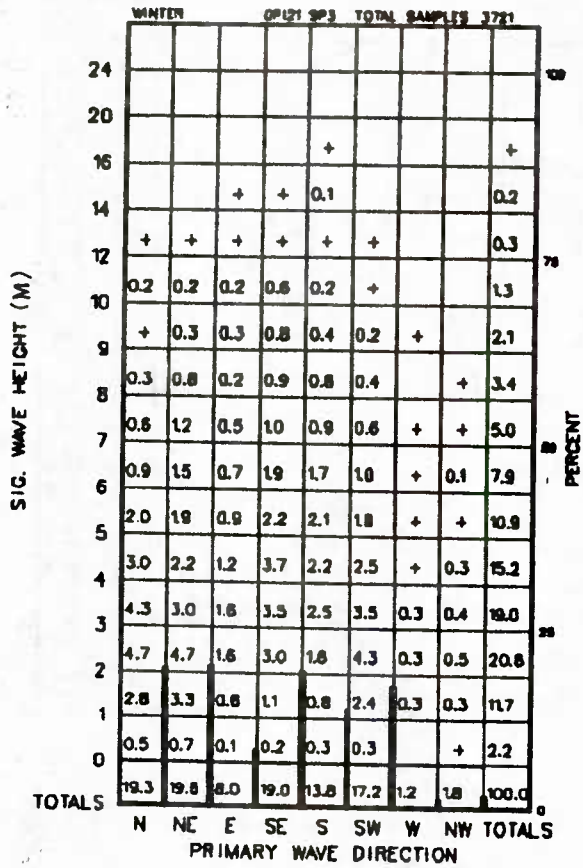 WINTER OP121 SP3 TOTAL SAMPLES 3721
24 100
20
+ +
16
+ + 0.1 0.2
14
+ + + + + + 0.3
12 75
0.2 0.2 0.2 0.6 0.2 + 1.3
10
+ 0.3 0.3 0.8 0.4 0.2 + 2.1
9
0.3 0.8 0.2 0.9 0.8 0.4 + 3.4
8
0.6 1.2 0.5 1.0 0.9 0.6 + + 5.0
7
50
0.9 1.5 0.7 1.9 1.7 1.0 + 0.1 7.9
6
2.0 1.9 0.9 2.2 2.1 1.8 + + 10.9
5
3.0 2.2 1.2 3.7 2.2 2.5 + 0.3 15.2
4
4.3 3.0 1.6 3.5 2.5 3.5 0.3 0.4 19.0
3 25
4.7 4.7 1.6 3.0 1.6 4.3 0.3 0.5 20.6
2
2.8 3.3 0.6 1.1 0.8 2.4 0.3 0.3 11.7
1
0.5 0.7 0.1 0.2 0.3 0.3 + 2.2
0
19.3 19.8 8.0 19.0 13.8 17.2 1.2 1.8 100.0
TOTALS 0
N NE E SE S SW W NW TOTALS
PRIMARY WAVE DIRECTION
SIG. WAVE HEIGHT (M)
PERCENT